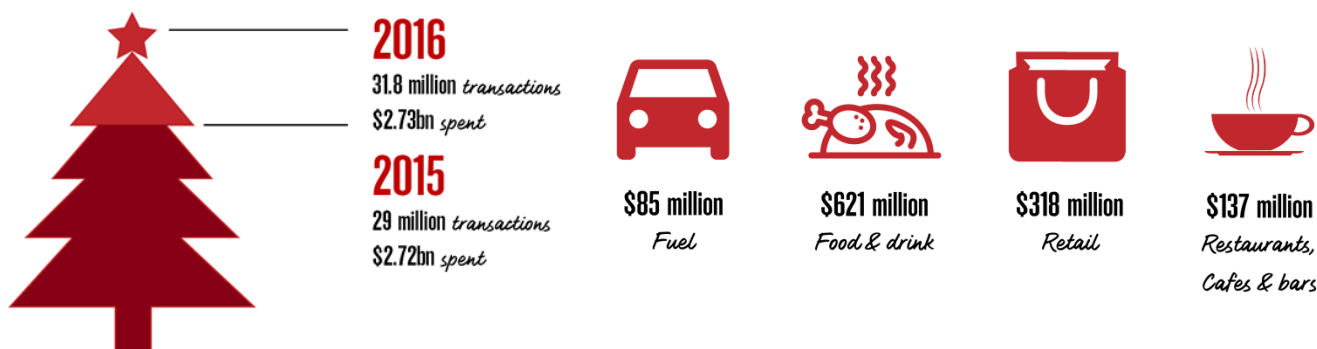 2016
31.8 million transactions
$2.73bn spent
2015
29 million transactions
$2.72bn spent
$85 million
Fuel
$621 million
Food & drink
$318 million
Retail
$137 million
Restaurants,
Cafes & bars